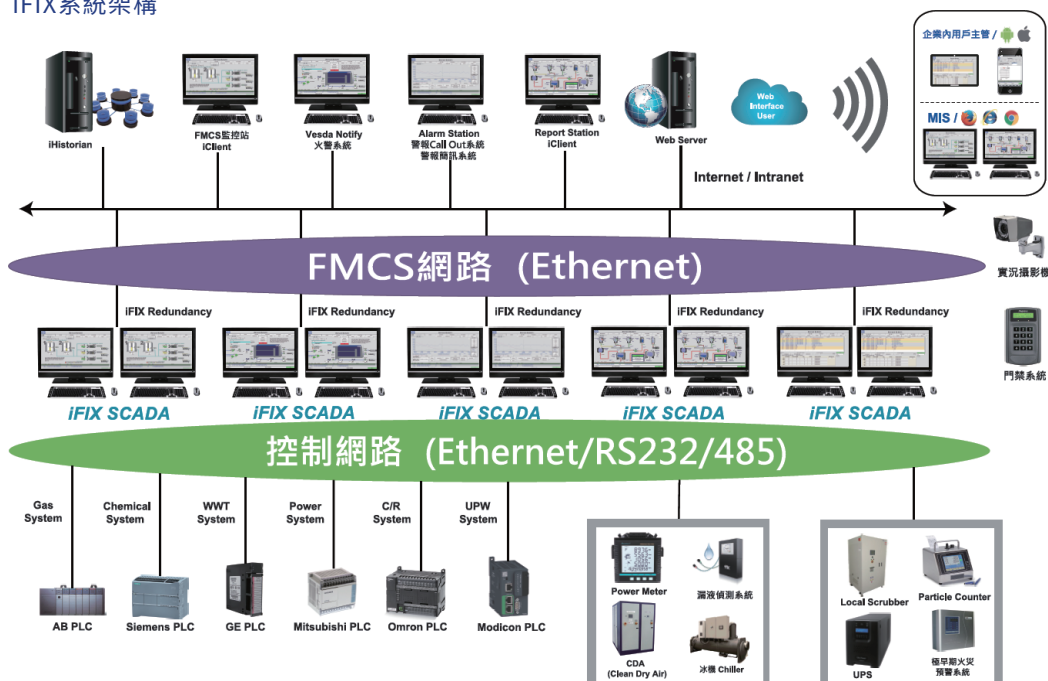 iFIX系統架構
企業內用戶主管 /
MIS /
iHistorian
FMCS監控站
iClient
Vesda Notify
火警系統
Alarm Station
警報Call Out系統
警報簡訊系統
Report Station
iClient
Web Server
Web
Interface
User
Internet / Intranet
實況攝影機
FMCS網路 (Ethernet)
iFIX Redundancy
iFIX Redundancy
iFIX Redundancy
iFIX Redundancy
iFIX Redundancy
門禁系統
iFIX SCADA
iFIX SCADA
iFIX SCADA
iFIX SCADA
iFIX SCADA
控制網路 (Ethernet/RS232/485)
Gas
System
Chemical
System
WWT
System
Power
System
C/R
System
UPW
System
AB PLC
Siemens PLC
GE PLC
Mitsubishi PLC
Omron PLC
Modicon PLC
Power Meter
漏液偵測系統
CDA
(Clean Dry Air)
冰機 Chiller
Local Scrubber
Particle Counter
UPS
極早期火災
預警系統